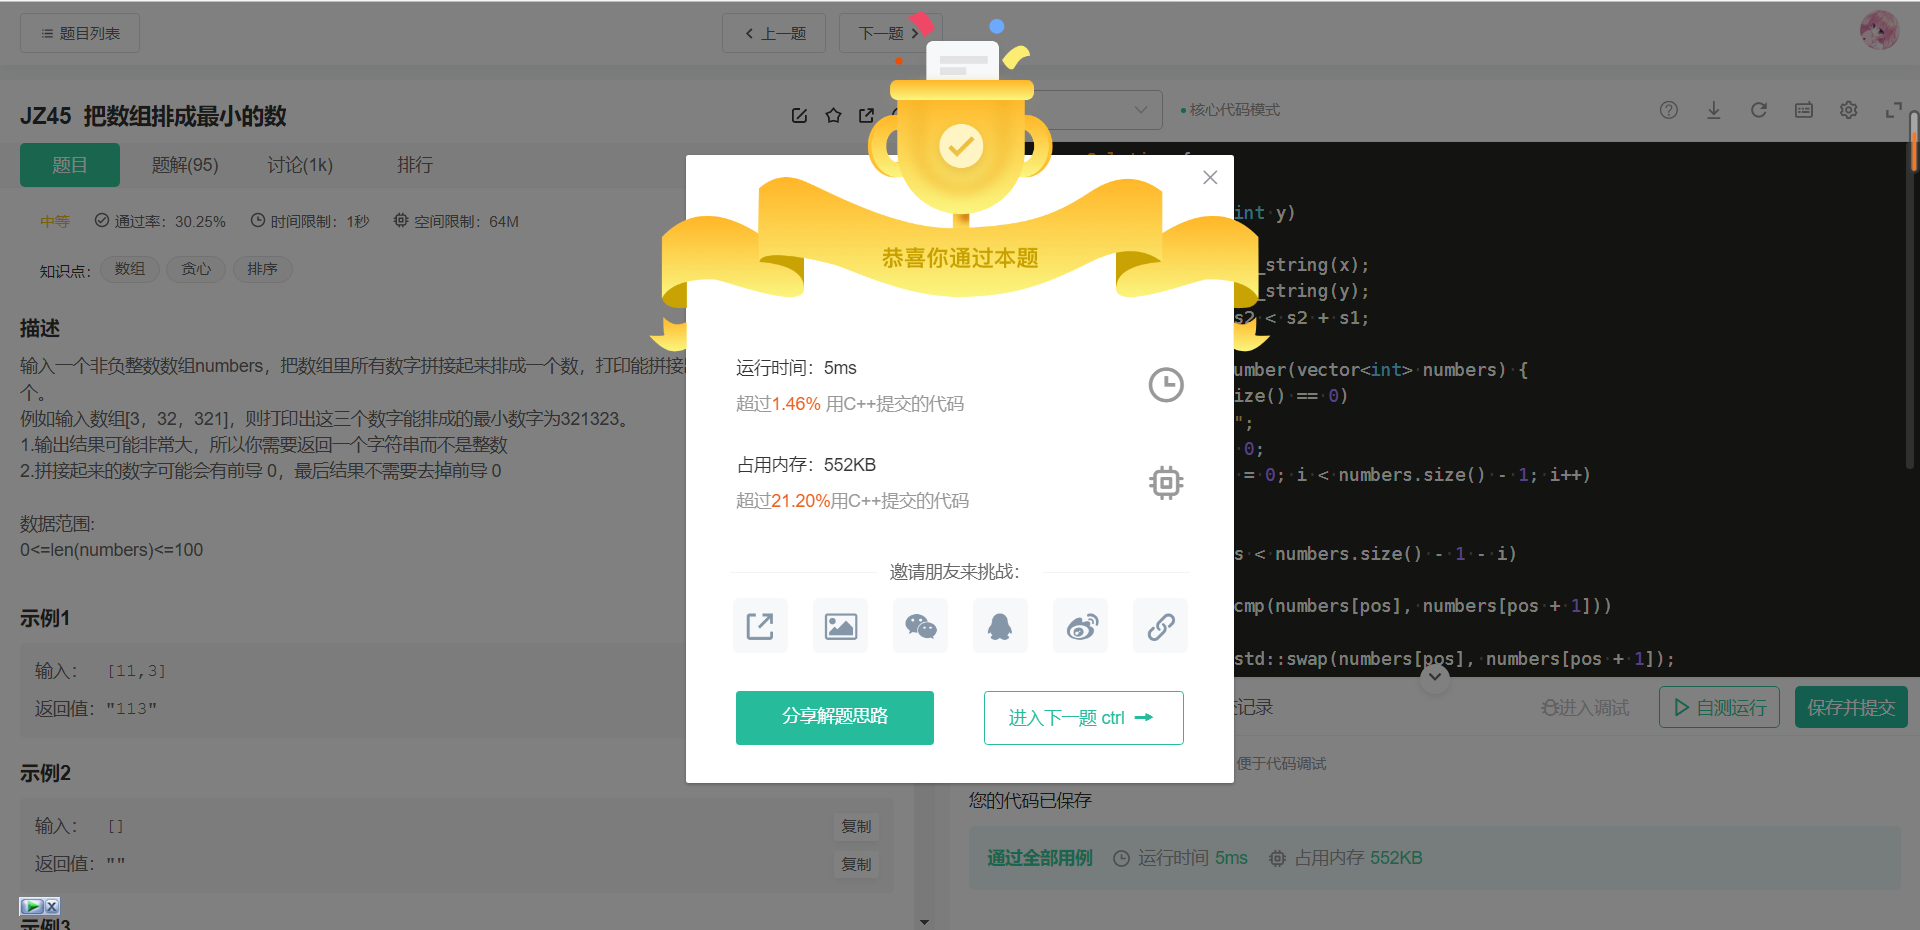 题目列表
上一题
下一题
JZ45 把数组排成最小的数
核心代码模式
题目
题解(95)
讨论(1k)
排行
中等
通过率：30.25%
时间限制：1秒
空间限制：64M
知识点：
数组
贪心
排序
描述
输入一个非负整数数组numbers，把数组里所有数字拼接起来排成一个数，打印能拼接
个。
例如输入数组[3，32，321]，则打印出这三个数字能排成的最小数字为321323。
1.输出结果可能非常大，所以你需要返回一个字符串而不是整数
2.拼接起来的数字可能会有前导 0，最后结果不需要去掉前导 0
数据范围:
0<=len(numbers)<=100
示例1
输入： [11,3]
返回值："113"
示例2
输入： []
复制
返回值：""
复制
示例3
恭喜你通过本题
运行时间：5ms
超过1.46% 用C++提交的代码
占用内存：552KB
超过21.20%用C++提交的代码
邀请朋友来挑战：
分享解题思路
进入下一题 ctrl
int y)
_string(x);
_string(y);
s2 < s2 + s1;
umber(vector<int> numbers) {
ize() == 0)
";
0;
= 0; i < numbers.size() - 1; i++)
s < numbers.size() - 1 - i)
cmp(numbers[pos], numbers[pos + 1]))
std::swap(numbers[pos], numbers[pos + 1]);
记录
进入调试
自测运行
保存并提交
便于代码调试
您的代码已保存
通过全部用例
运行时间 5ms
占用内存 552KB